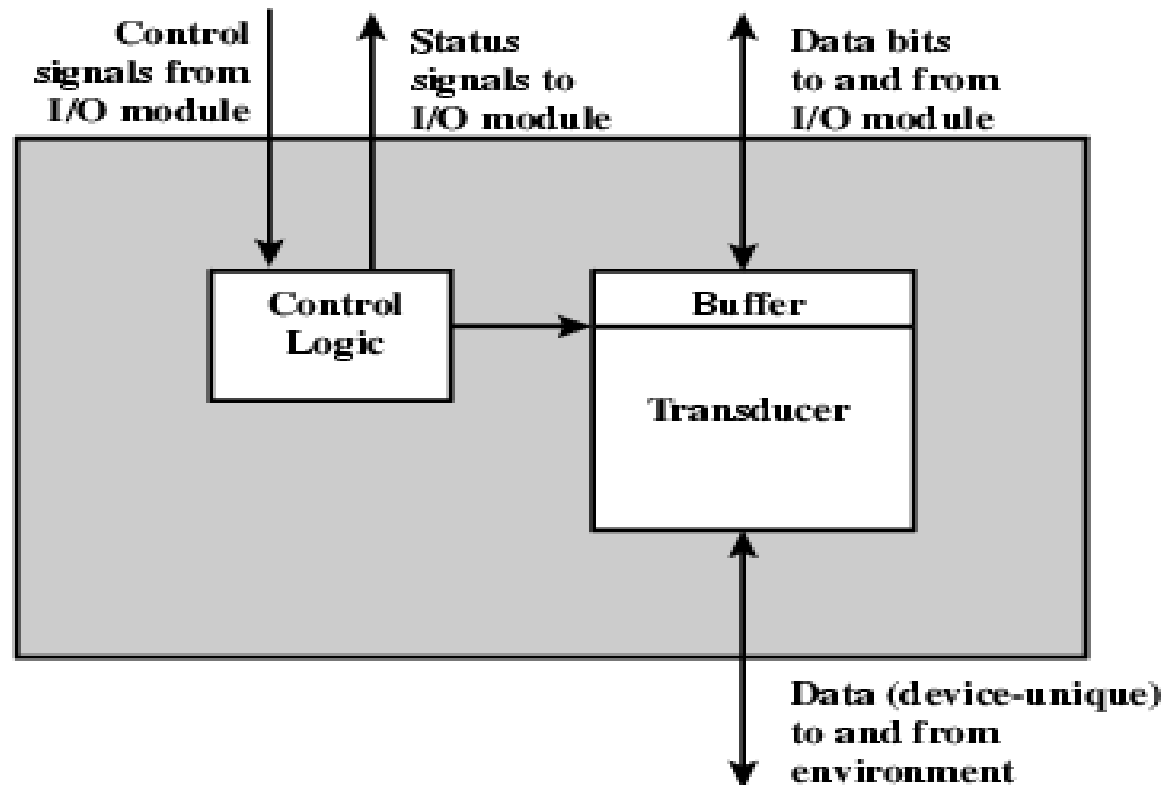 Control
signals from
I/O module
Status
signals to
I/O module
Data bits
to and from
I/O module
Control
Logic
Buffer
Transducer
Data (device-unique)
to and from
environment